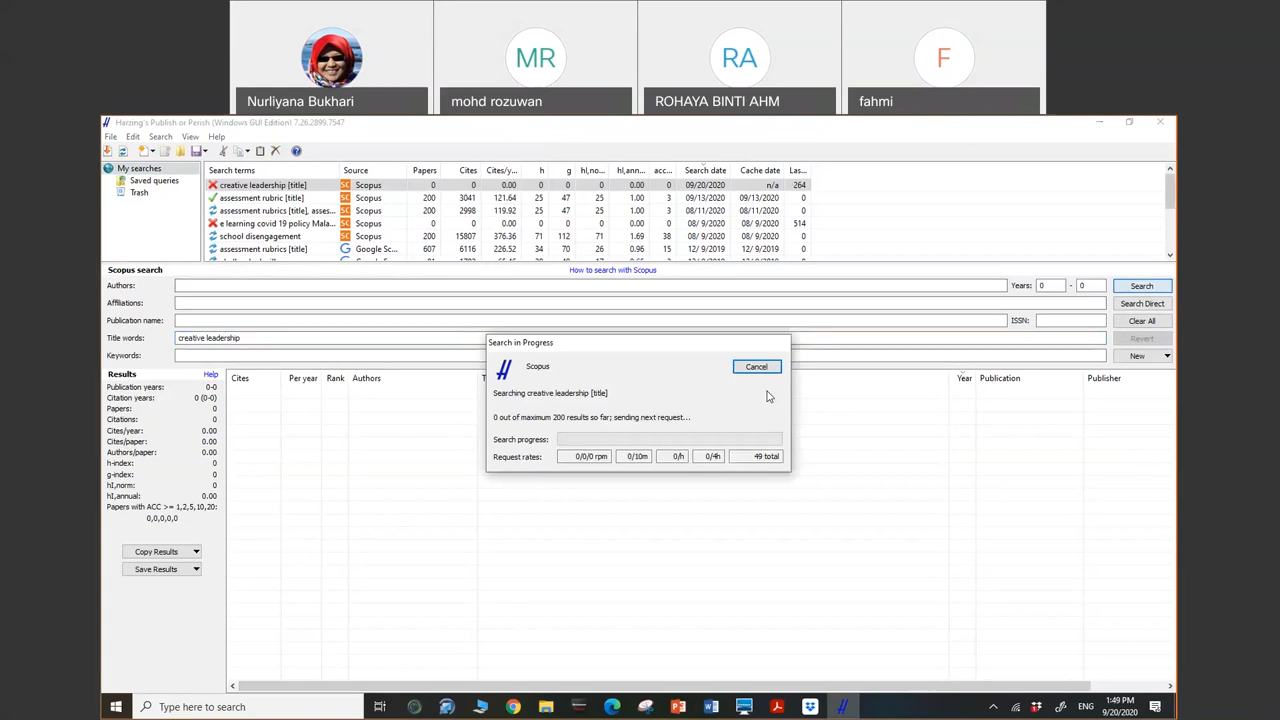 MR
RA
F
Nurliyana Bukhari
mohd rozuwan
ROHAYA BINTI AHM
fahmi
Harzing's Publish or Perish (Windows GUI Edition) 7.26.2899.7547
File Edit Search View Help
My searches
Saved queries
Trash
Search terms Source Papers Cites Cites/y... h g hI,no... hI,ann... acc... Search date Cache date Las...
creative leadership [title] Scopus 0 0 0.00 0 0 0 0.00 0 09/20/2020 n/a 264
assessment rubric [title] Scopus 200 3041 121.64 25 47 25 1.00 3 09/13/2020 09/13/2020 0
assessment rubrics [title], asses... Scopus 200 2998 119.92 25 47 25 1.00 3 08/11/2020 08/11/2020 0
e learning covid 19 policy Mala... Scopus 0 0 0.00 0 0 0 0.00 0 08/ 9/2020 08/ 9/2020 514
school disengagement Scopus 200 15807 376.36 71 112 71 1.69 38 08/ 9/2020 08/ 9/2020 0
assessment rubrics [title] Google Sc... 607 6116 226.52 34 70 26 0.96 15 12/ 9/2019 12/ 9/2019 0
Scopus search How to search with Scopus
Authors: Years: 0 - 0 Search
Affiliations: Search Direct
Publication name: ISSN: Clear All
Title words: creative leadership Revert
Keywords: New
Results Help
Publication years: 0-0
Citation years: 0 (0-0)
Papers: 0
Citations: 0
Cites/year: 0.00
Cites/paper: 0.00
Authors/paper: 0.00
h-index: 0
g-index: 0
hI,norm: 0
hI,annual: 0.00
Papers with ACC >= 1,2,5,10,20:
0,0,0,0,0
Copy Results
Save Results
Cites Per year Rank Authors T Year Publication Publisher
Search in Progress
Scopus Cancel
Searching creative leadership [title]
0 out of maximum 200 results so far; sending next request...
Search progress:
Request rates: 0/0/0 rpm 0/10m 0/h 0/4h 49 total
Type here to search
ENG
1:49 PM
9/20/2020